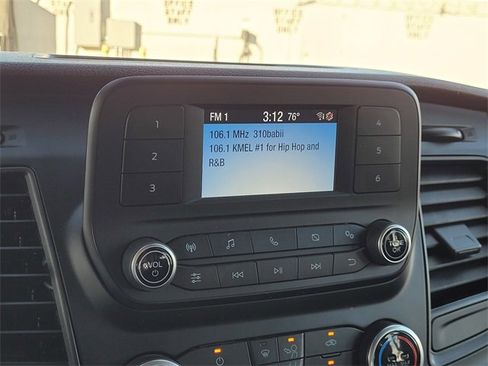 FM 1 3:12 76°
106.1 MHz 310babii
106.1 KMEL #1 for Hip Hop and
R&B
1
2
3
4
5
6
VOL
TUNE
OK